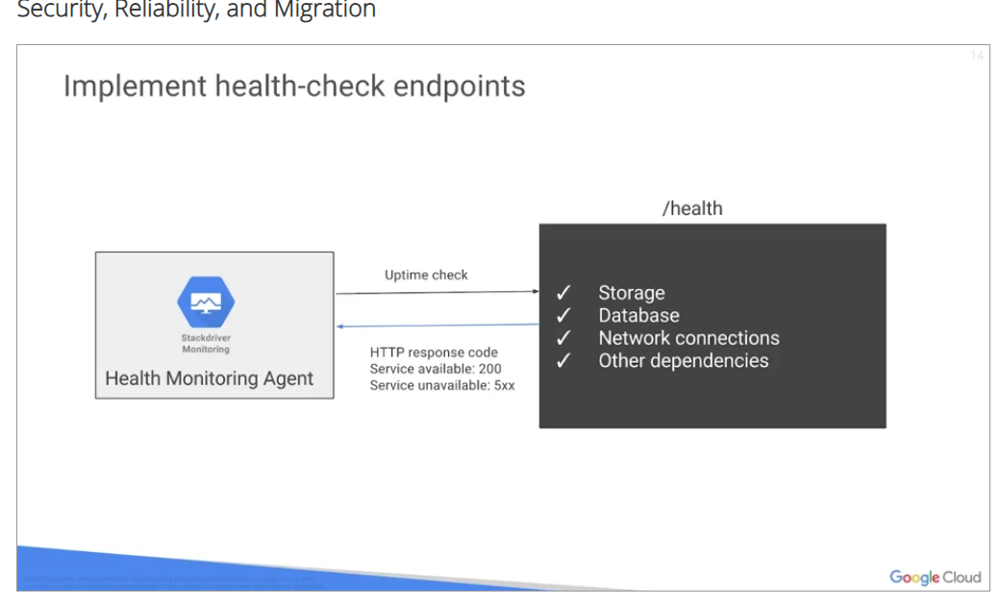 Security, Reliability, and Migration
14
Implement health-check endpoints
/health
Uptime check
Stackdriver
Monitoring
Health Monitoring Agent
HTTP response code
Service available: 200
Service unavailable: 5xx
✓ Storage
✓ Database
✓ Network connections
✓ Other dependencies
Google Cloud